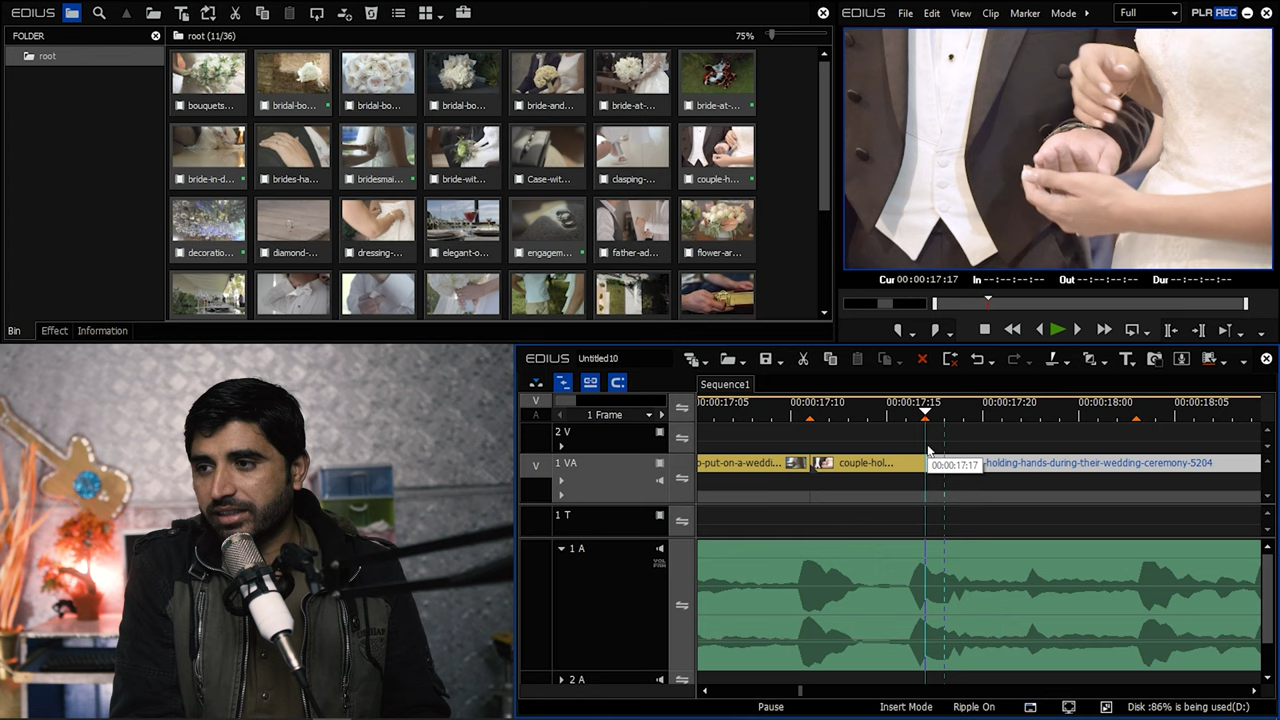 EDIUS
EDIUS File Edit View Clip Marker Mode Full PLR REC
FOLDER
root (11/36) 75%
root
bouquets... bridal-bo... bridal-bo... bridal-bo... bride-and... bride-at-... bride-at-...
bride-in-d... brides-ha... bridesmai... bride-wit... Case-wit... clasping-... couple-h...
decoratio... diamond-... dressing-... elegant-o... engagem... father-ad... flower-ar...
Cur 00:00:17:17 In --:--:--:-- Out --:--:--:-- Dur --:--:--:--
Bin Effect Information
EDIUS Untitled10
Sequence1
V
A
1 Frame
00:00:17:05 00:00:17:10 00:00:17:15 00:00:17:20 00:00:18:00 00:00:18:05
2 V
V 1 VA
o-put-on-a-weddi... couple-hol... -holding-hands-during-their-wedding-ceremony-5204
00:00:17:17
1 T
1 A
VOL
PAN
2 A
Pause Insert Mode Ripple On Disk :86% is being used(D:)